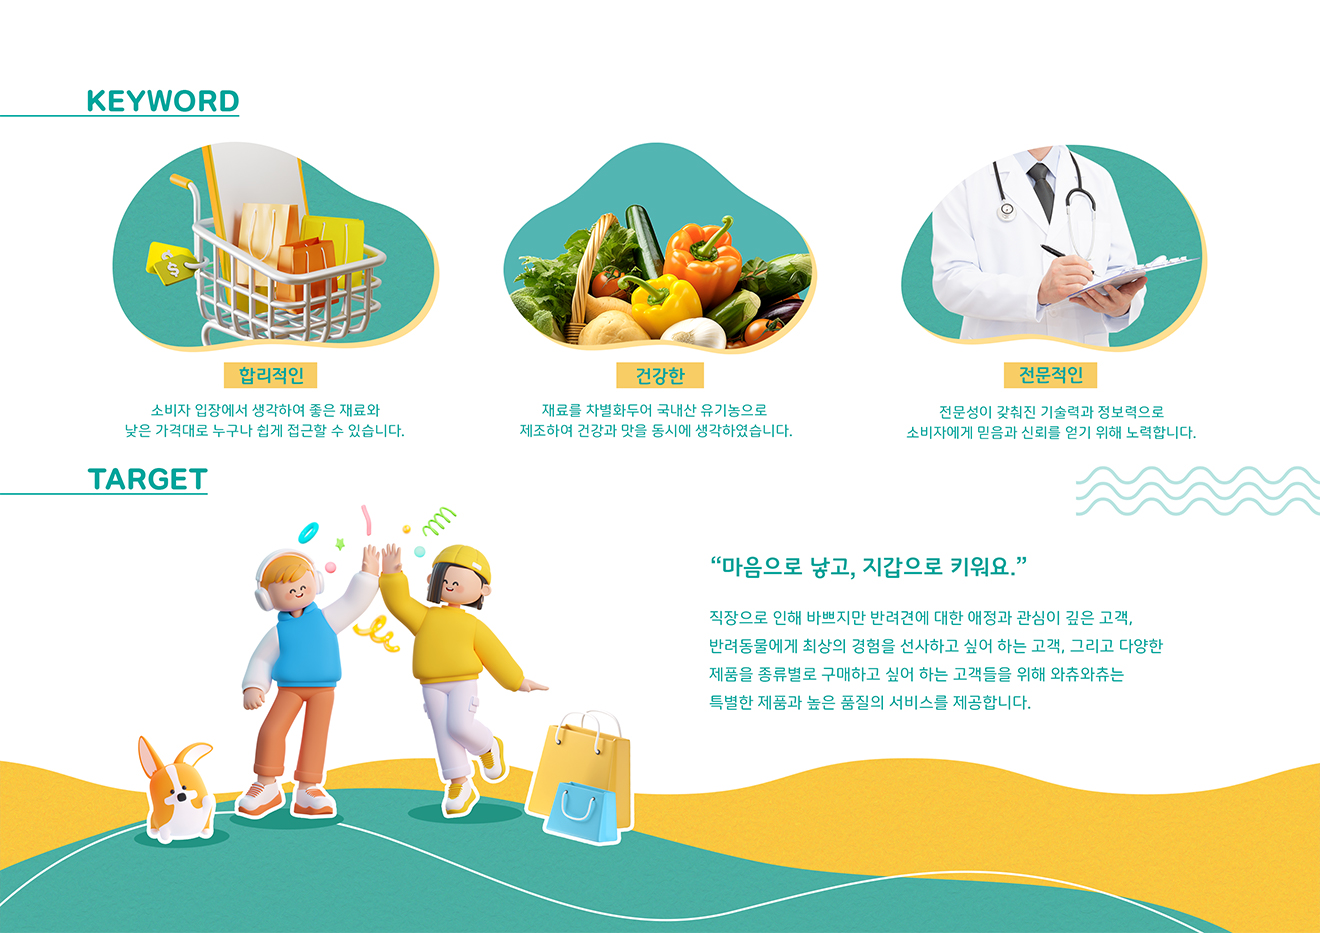 KEYWORD
합리적인
소비자 입장에서 생각하여 좋은 재료와
낮은 가격대로 누구나 쉽게 접근할 수 있습니다.
건강한
재료를 차별화두어 국내산 유기농으로
제조하여 건강과 맛을 동시에 생각하였습니다.
전문적인
전문성이 갖춰진 기술력과 정보력으로
소비자에게 믿음과 신뢰를 얻기 위해 노력합니다.
TARGET
“마음으로 낳고, 지갑으로 키워요.”
직장으로 인해 바쁘지만 반려견에 대한 애정과 관심이 깊은 고객,
반려동물에게 최상의 경험을 선사하고 싶어 하는 고객, 그리고 다양한
제품을 종류별로 구매하고 싶어 하는 고객들을 위해 와츄와츄는
특별한 제품과 높은 품질의 서비스를 제공합니다.